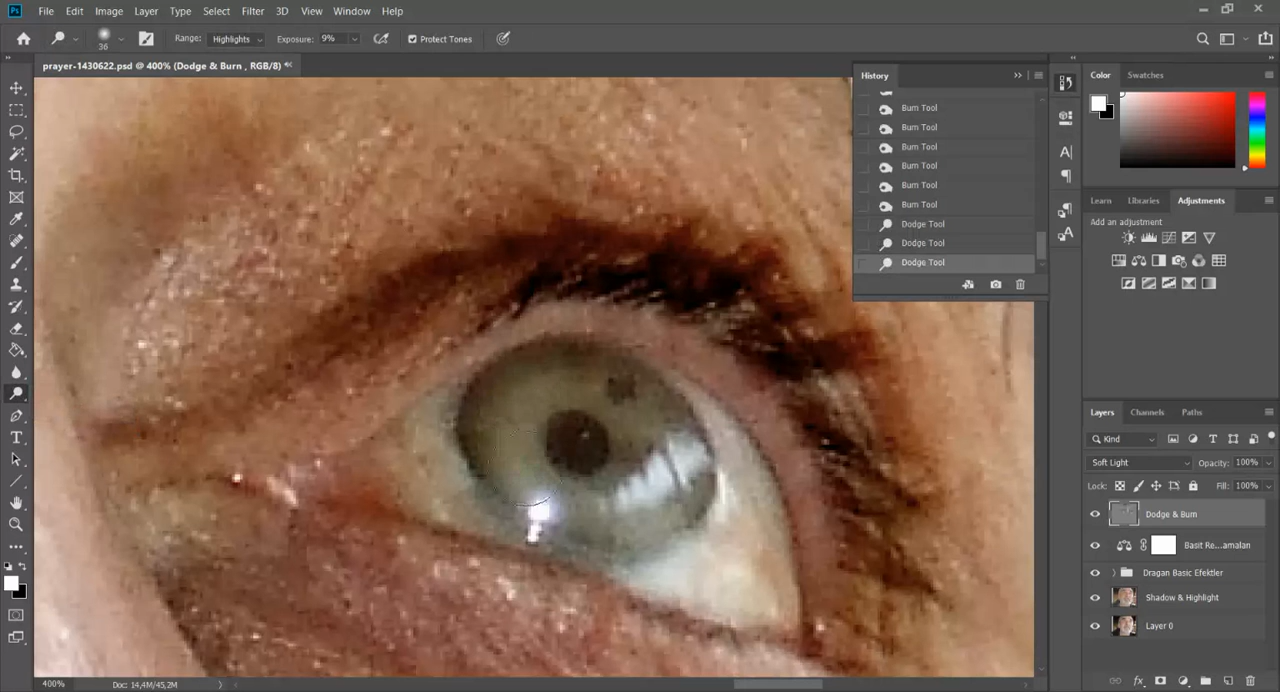 Ps File Edit Image Layer Type Select Filter 3D View Window Help
36 Range: Highlights Exposure: 9% Protect Tones
prayer-1430622.psd @ 400% (Dodge & Burn , RGB/8) *
History
Burn Tool
Burn Tool
Burn Tool
Burn Tool
Burn Tool
Burn Tool
Dodge Tool
Dodge Tool
Dodge Tool
Color Swatches
Learn Libraries Adjustments
Add an adjustment
Layers Channels Paths
Kind
Soft Light Opacity: 100%
Lock: Fill: 100%
Dodge & Burn
Basit Re...amalan
Dragan Basic Efektler
Shadow & Highlight
Layer 0
400% Doc: 14,4M/45,2M